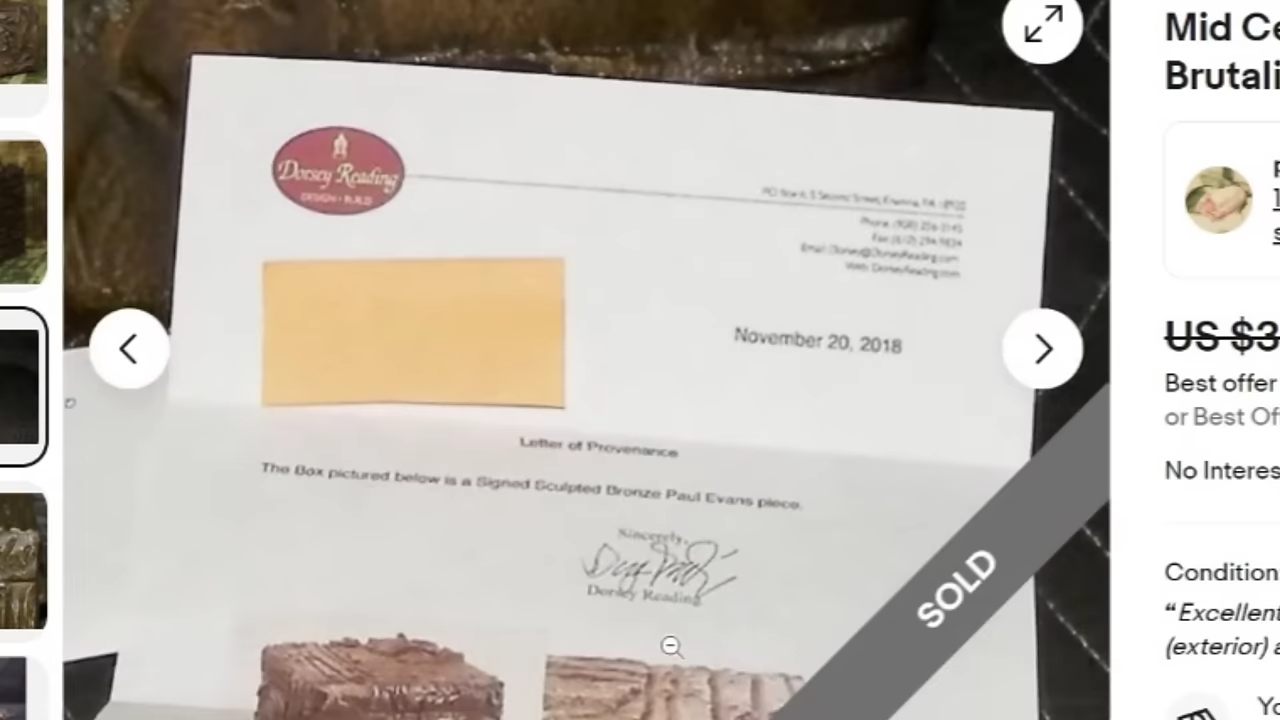 Dorsey Reading
DESIGN • BUILD
November 20, 2018
Letter of Provenance
The Box pictured below is a Signed Sculpted Bronze Paul Evans piece.
Sincerely,
Dorsey Reading
SOLD
Mid Ce
Brutali
US $3
Best offer
or Best Of
No Interes
Condition
“Excellent
(exterior) a
Yo